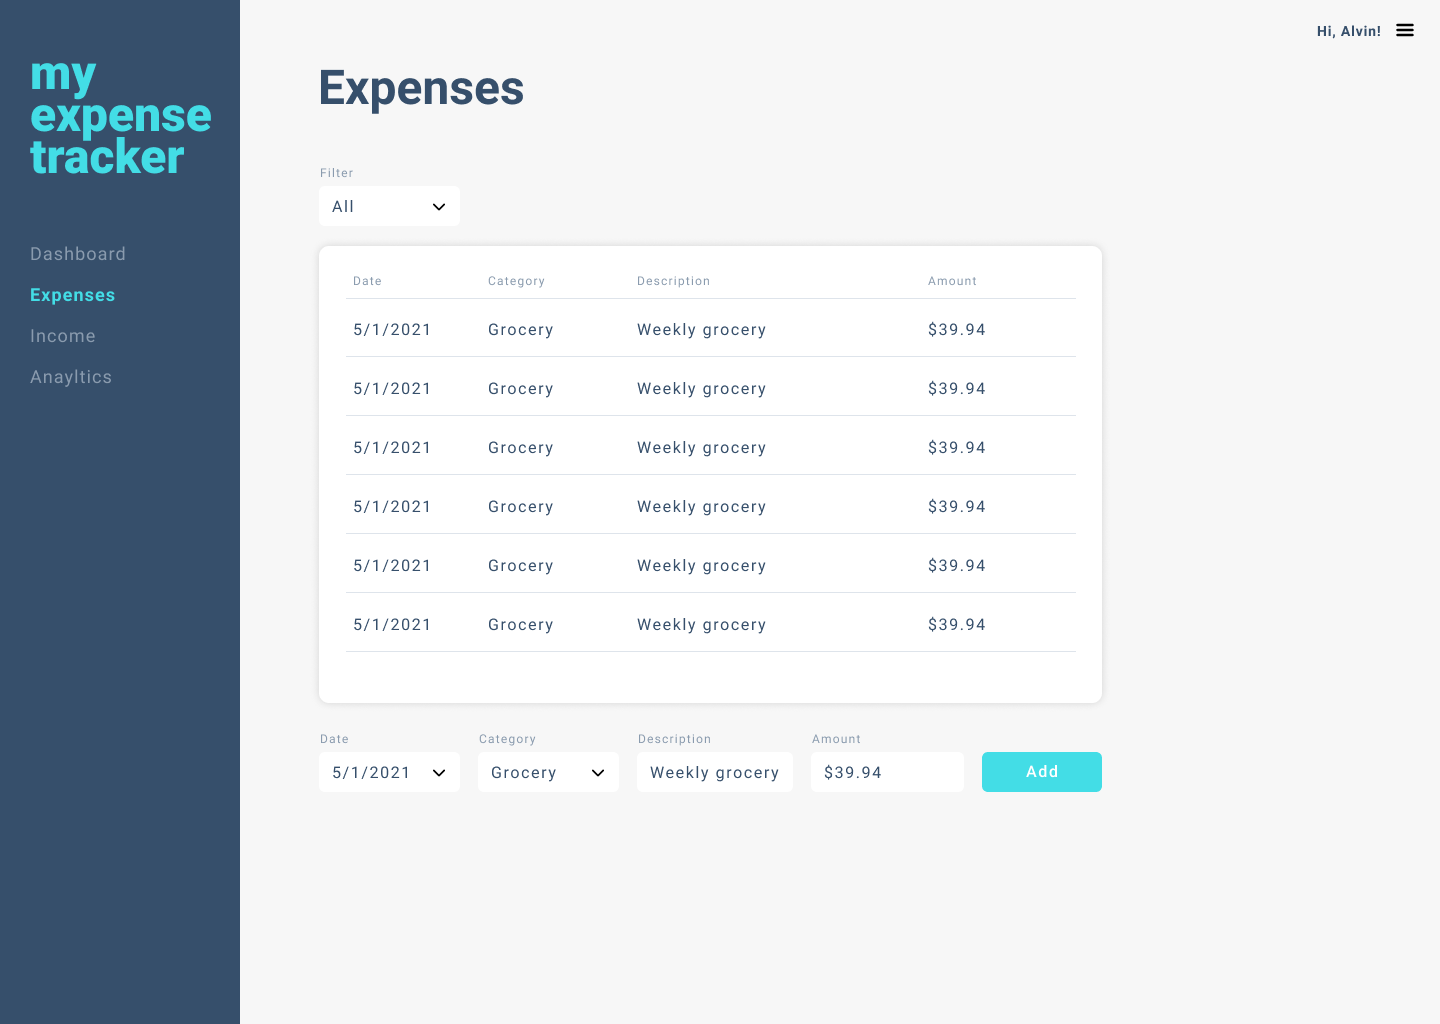 Hi, Alvin!
my
expense
tracker
Dashboard
Expenses
Income
Anayltics
Expenses
Filter
All
Date Category Description Amount
5/1/2021 Grocery Weekly grocery $39.94
5/1/2021 Grocery Weekly grocery $39.94
5/1/2021 Grocery Weekly grocery $39.94
5/1/2021 Grocery Weekly grocery $39.94
5/1/2021 Grocery Weekly grocery $39.94
5/1/2021 Grocery Weekly grocery $39.94
Date Category Description Amount
5/1/2021 Grocery Weekly grocery $39.94 Add